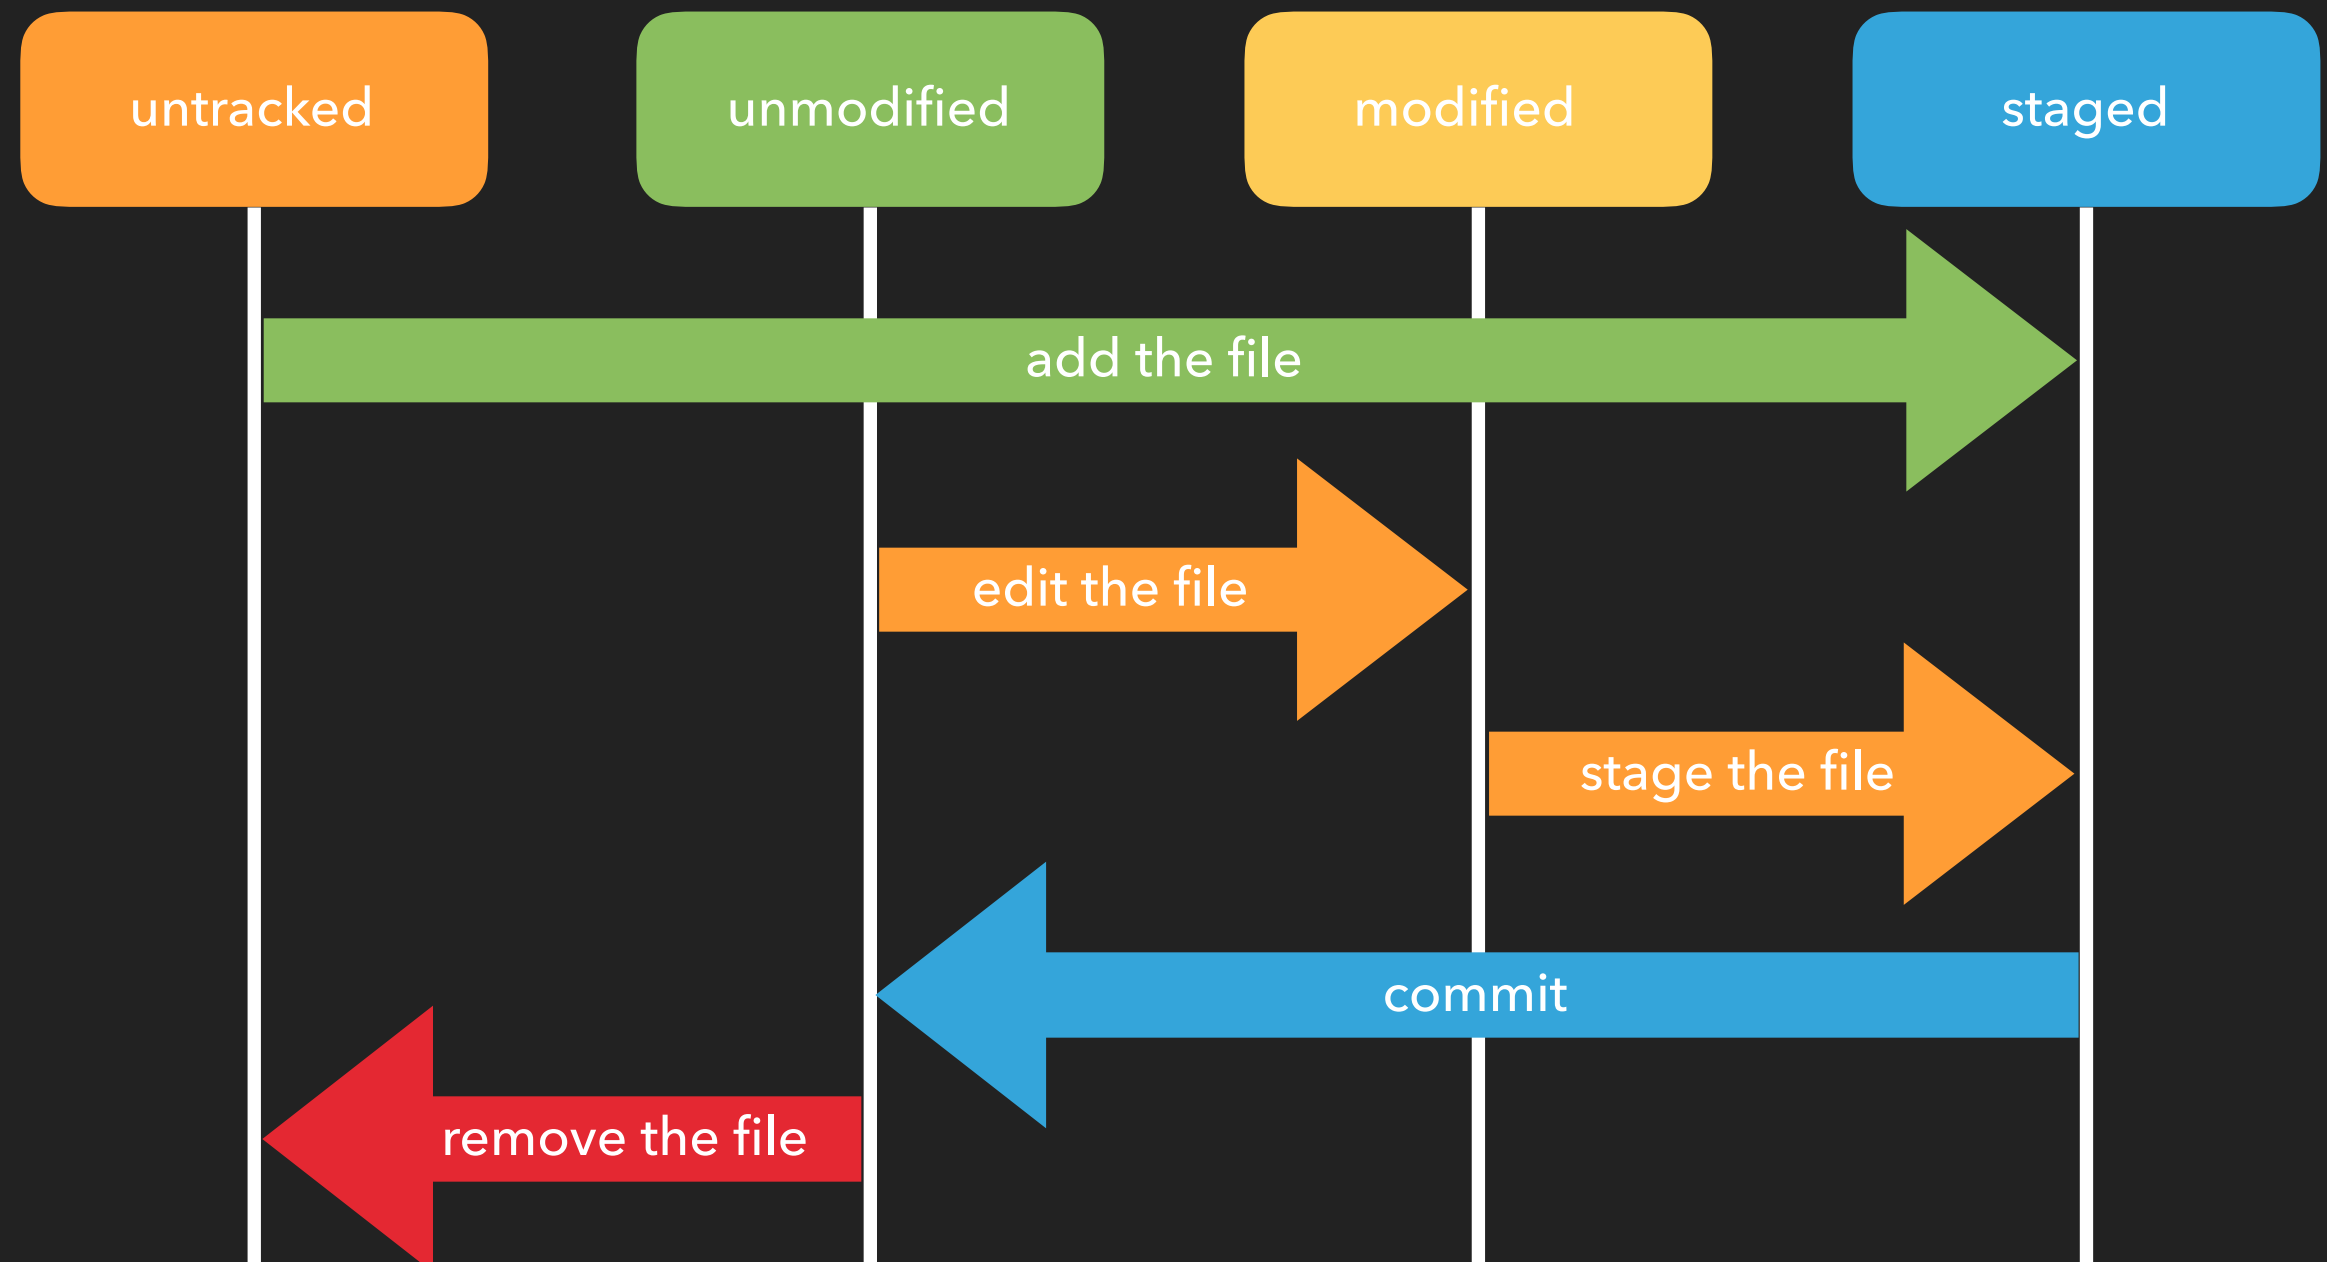 untracked
unmodified
modified
staged
add the file
edit the file
stage the file
commit
remove the file